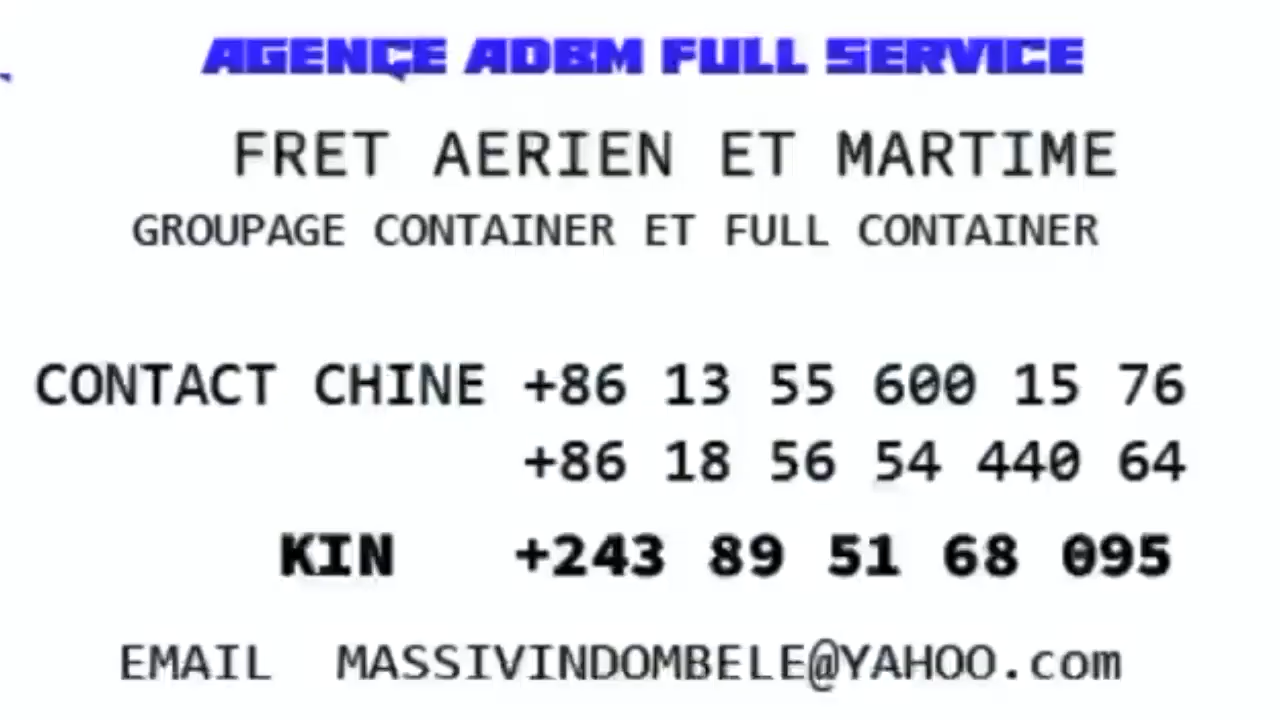 AGENCE ADBM FULL SERVICE
FRET AERIEN ET MARTIME
GROUPAGE CONTAINER ET FULL CONTAINER
CONTACT CHINE +86 13 55 600 15 76
+86 18 56 54 440 64
KIN +243 89 51 68 095
EMAIL MASSIVINDOMBELE@YAHOO.com